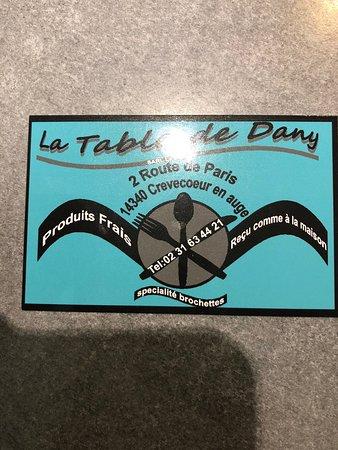 La Table de Dany
SARL
2 Route de Paris
14340 Crevecoeur en auge
Produits Frais
Reçu comme à la maison
Tel:02 31 63 44 21
specialité brochettes